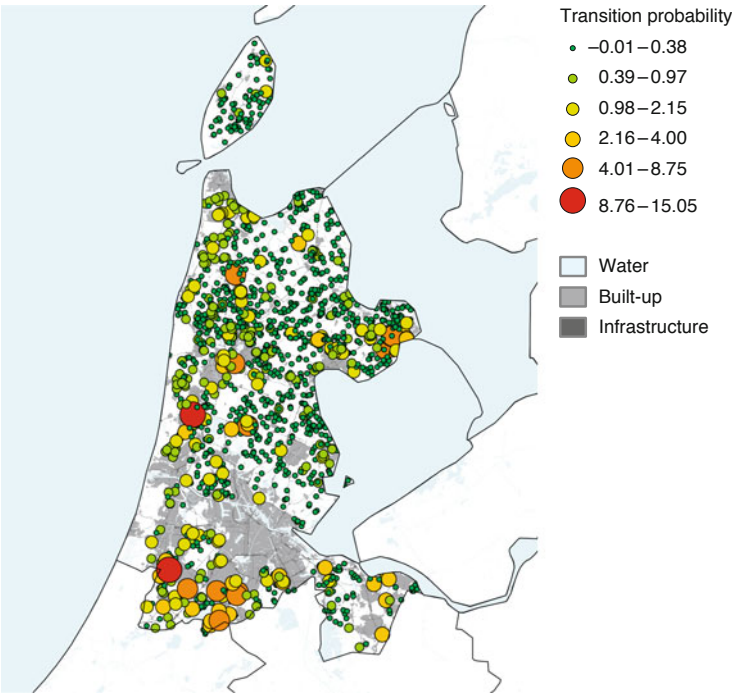 Transition probability
−0.01−0.38
0.39−0.97
0.98−2.15
2.16−4.00
4.01−8.75
8.76−15.05
Water
Built-up
Infrastructure